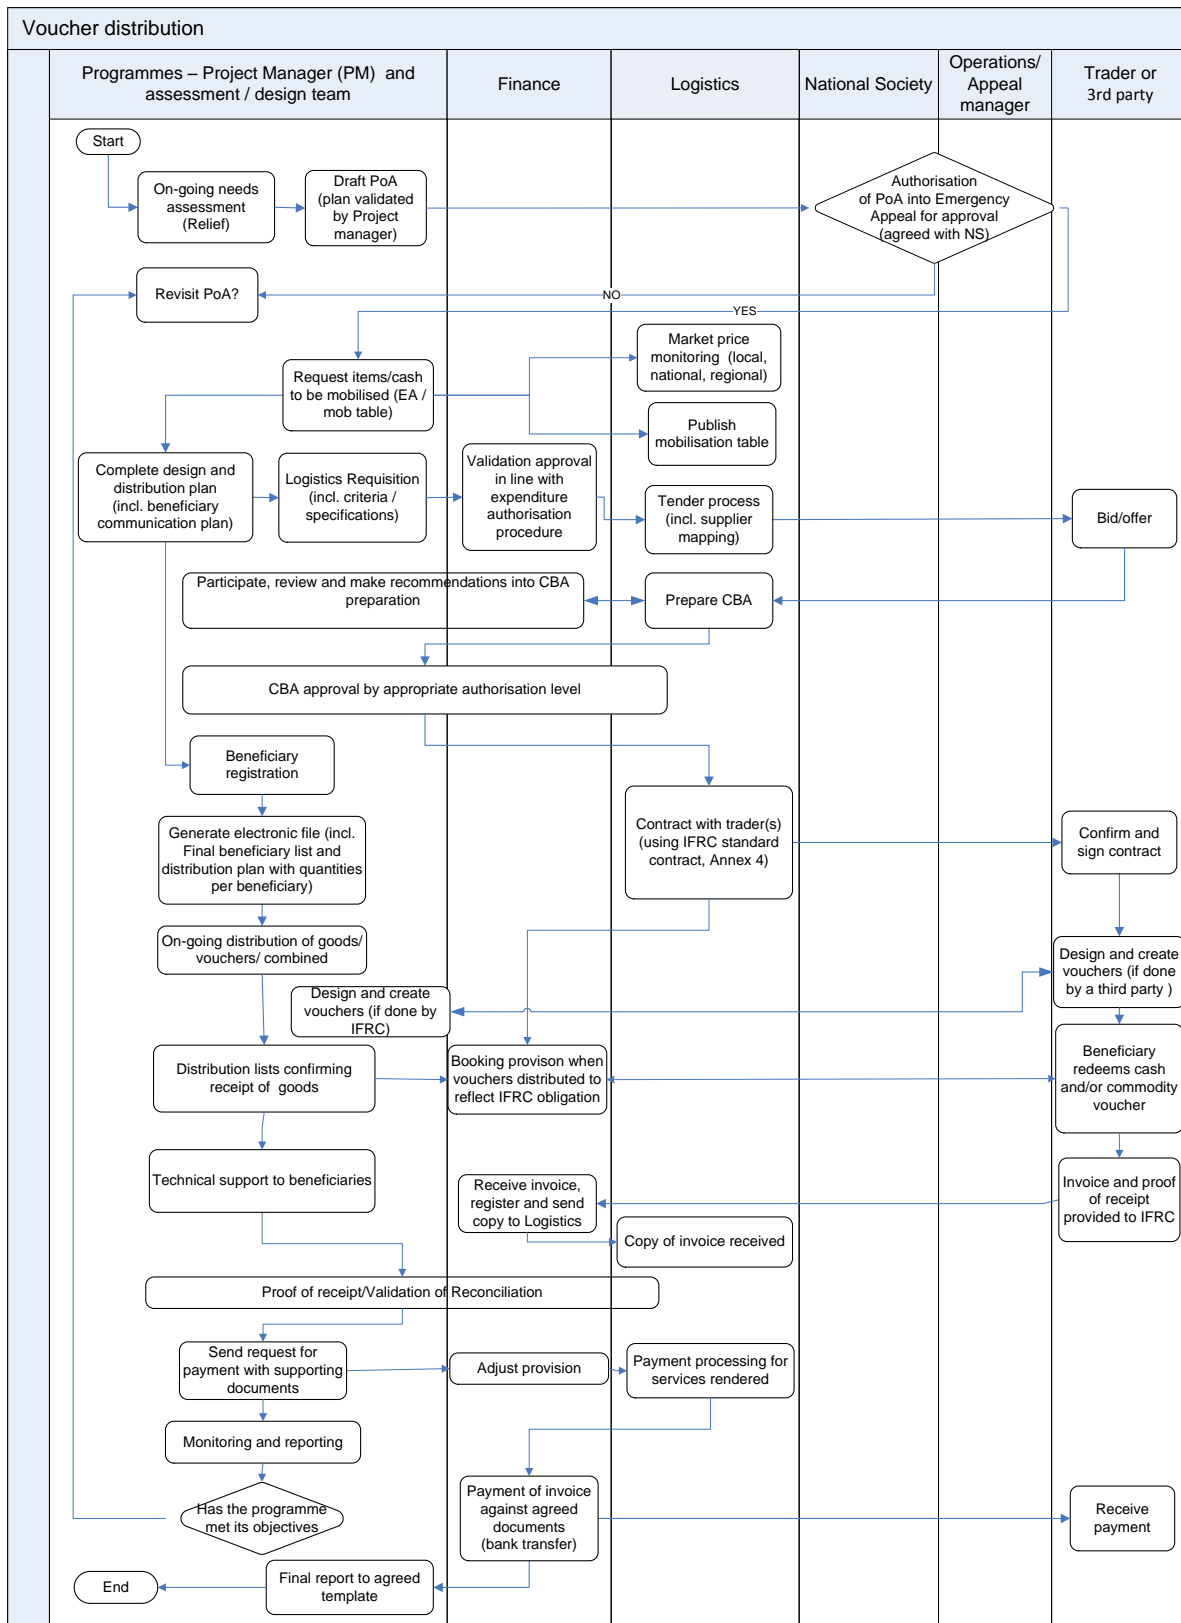 Voucher distribution
Programmes – Project Manager (PM) and
assessment / design team
Finance
Logistics
National Society
Operations/
Appeal
manager
Trader or
3rd party
Start
On-going needs
assessment
(Relief)
Draft PoA
(plan validated
by Project
manager)
Authorisation
of PoA into Emergency
Appeal for approval
(agreed with NS)
Revisit PoA?
NO
YES
Market price
monitoring (local,
national, regional)
Request items/cash
to be mobilised (EA /
mob table)
Publish
mobilisation table
Complete design and
distribution plan
(incl. beneficiary
communication plan)
Logistics Requisition
(incl. criteria /
specifications)
Validation approval
in line with
expenditure
authorisation
procedure
Tender process
(incl. supplier
mapping)
Bid/offer
Participate, review and make recommendations into CBA
preparation
Prepare CBA
CBA approval by appropriate authorisation level
Beneficiary
registration
Generate electronic file (incl.
Final beneficiary list and
distribution plan with quantities
per beneficiary)
Contract with trader(s)
(using IFRC standard
contract, Annex 4)
Confirm and
sign contract
On-going distribution of goods/
vouchers/ combined
Design and create
vouchers (if done
by a third party )
Design and create
vouchers (if done by
IFRC)
Distribution lists confirming
receipt of goods
Booking provison when
vouchers distributed to
reflect IFRC obligation
Beneficiary
redeems cash
and/or commodity
voucher
Technical support to beneficiaries
Receive invoice,
register and send
copy to Logistics
Invoice and proof
of receipt
provided to IFRC
Copy of invoice received
Proof of receipt/Validation of Reconciliation
Send request for
payment with supporting
documents
Adjust provision
Payment processing for
services rendered
Monitoring and reporting
Has the programme
met its objectives
Payment of invoice
against agreed
documents
(bank transfer)
Receive
payment
Final report to agreed
template
End